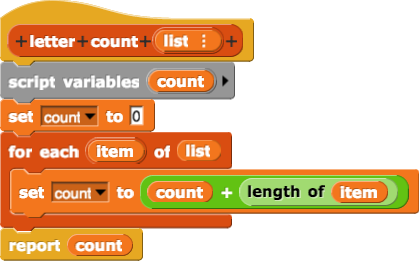 + letter + count + list ⋮ +
script variables count
set count to 0
for each item of list
set count to count + length of item
report count